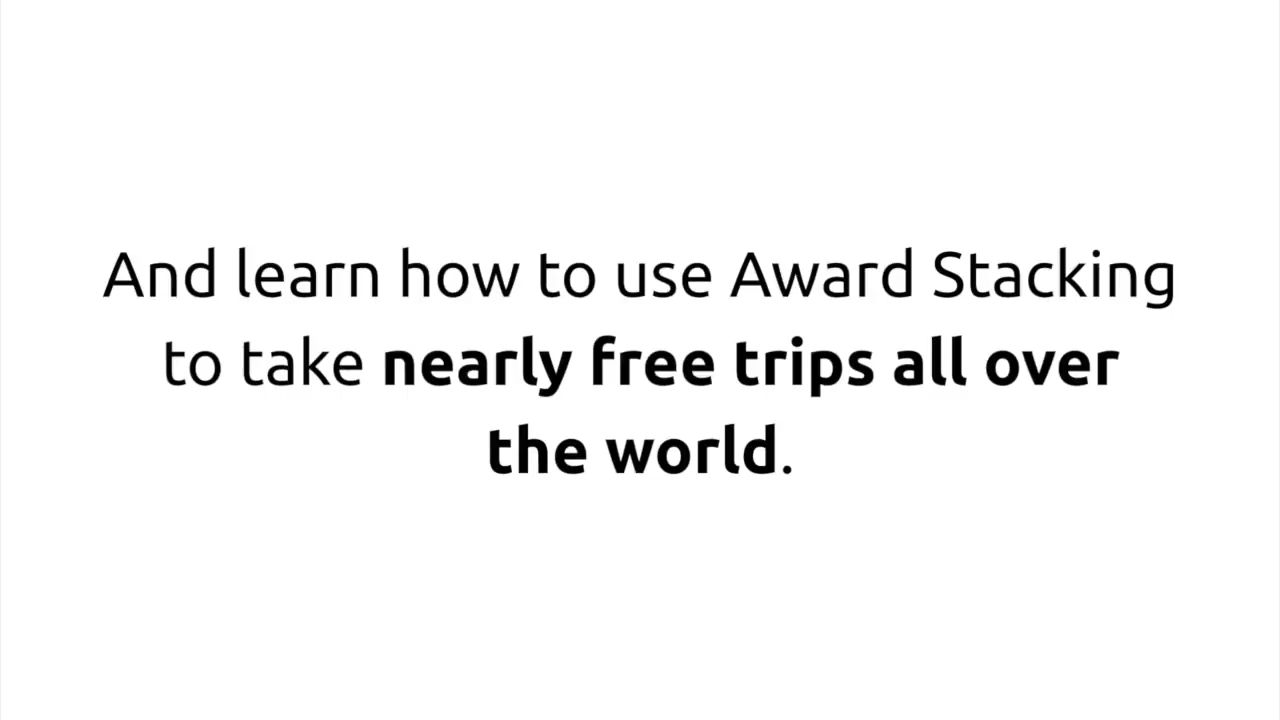 And learn how to use Award Stacking
to take nearly free trips all over
the world.